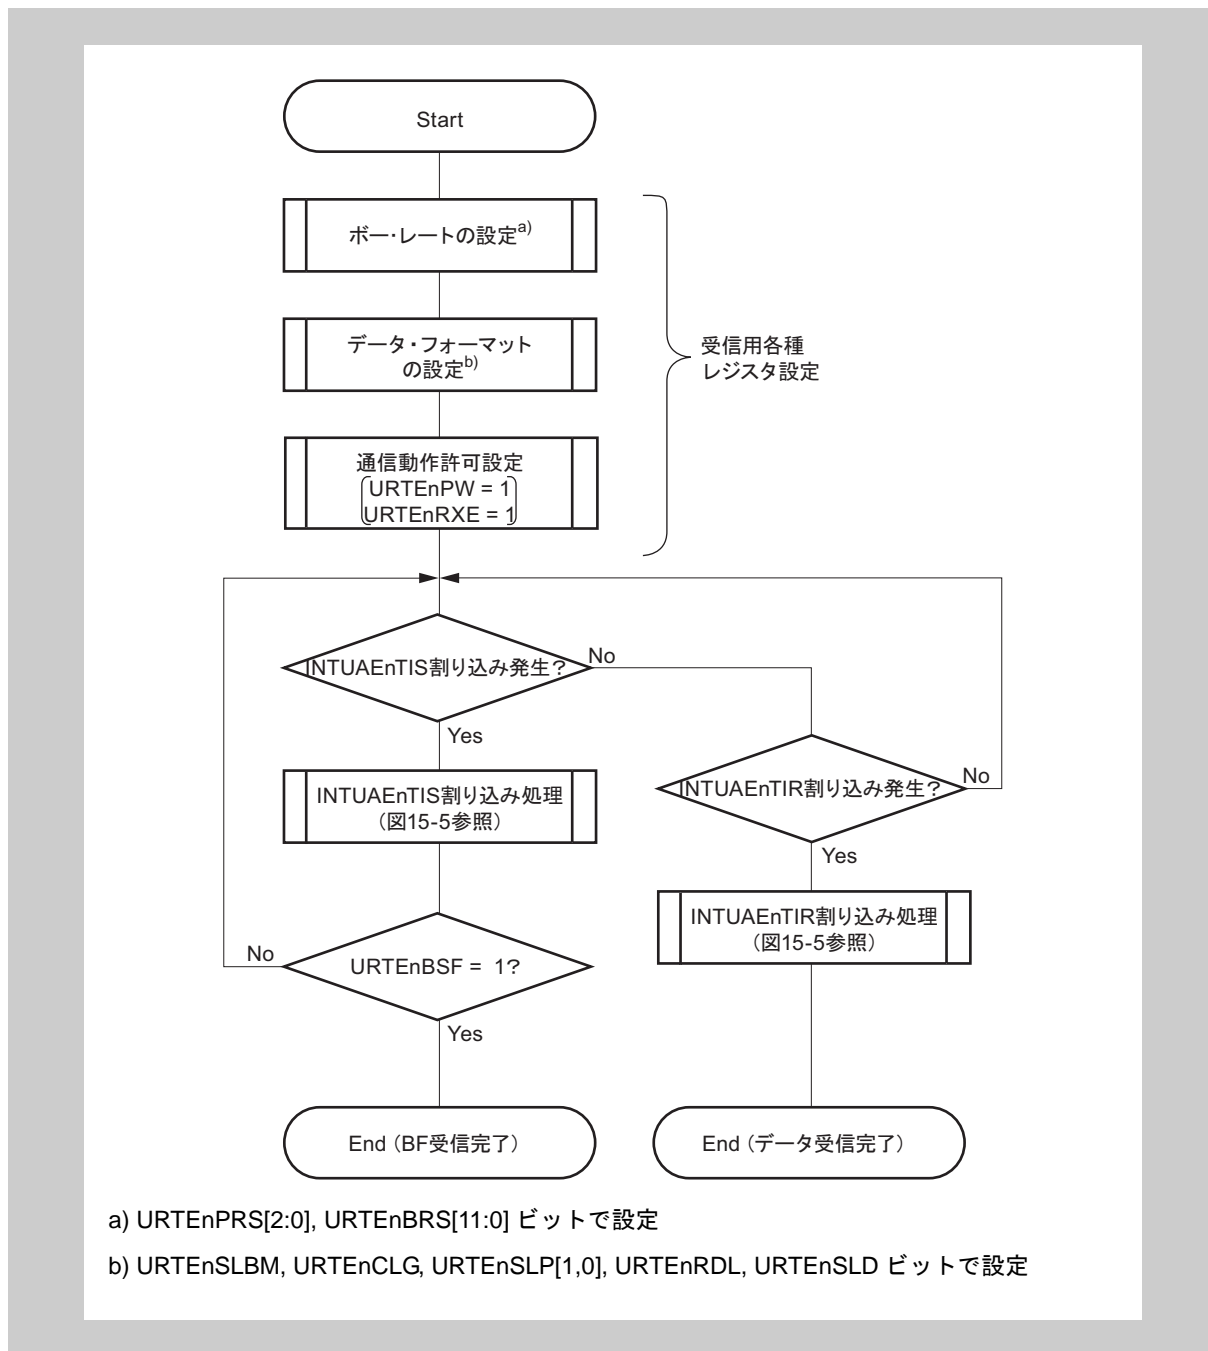 Start
ボー・レートの設定a)
データ・フォーマット
の設定b)
受信用各種
レジスタ設定
通信動作許可設定
URTEnPW = 1
URTEnRXE = 1
INTUAEnTIS割り込み発生?
No
Yes
INTUAEnTIR割り込み発生?
No
INTUAEnTIS割り込み処理
(図15-5参照)
Yes
INTUAEnTIR割り込み処理
(図15-5参照)
No
URTEnBSF = 1?
Yes
End (BF受信完了)
End (データ受信完了)
a) URTEnPRS[2:0], URTEnBRS[11:0] ビットで設定
b) URTEnSLBM, URTEnCLG, URTEnSLP[1,0], URTEnRDL, URTEnSLD ビットで設定